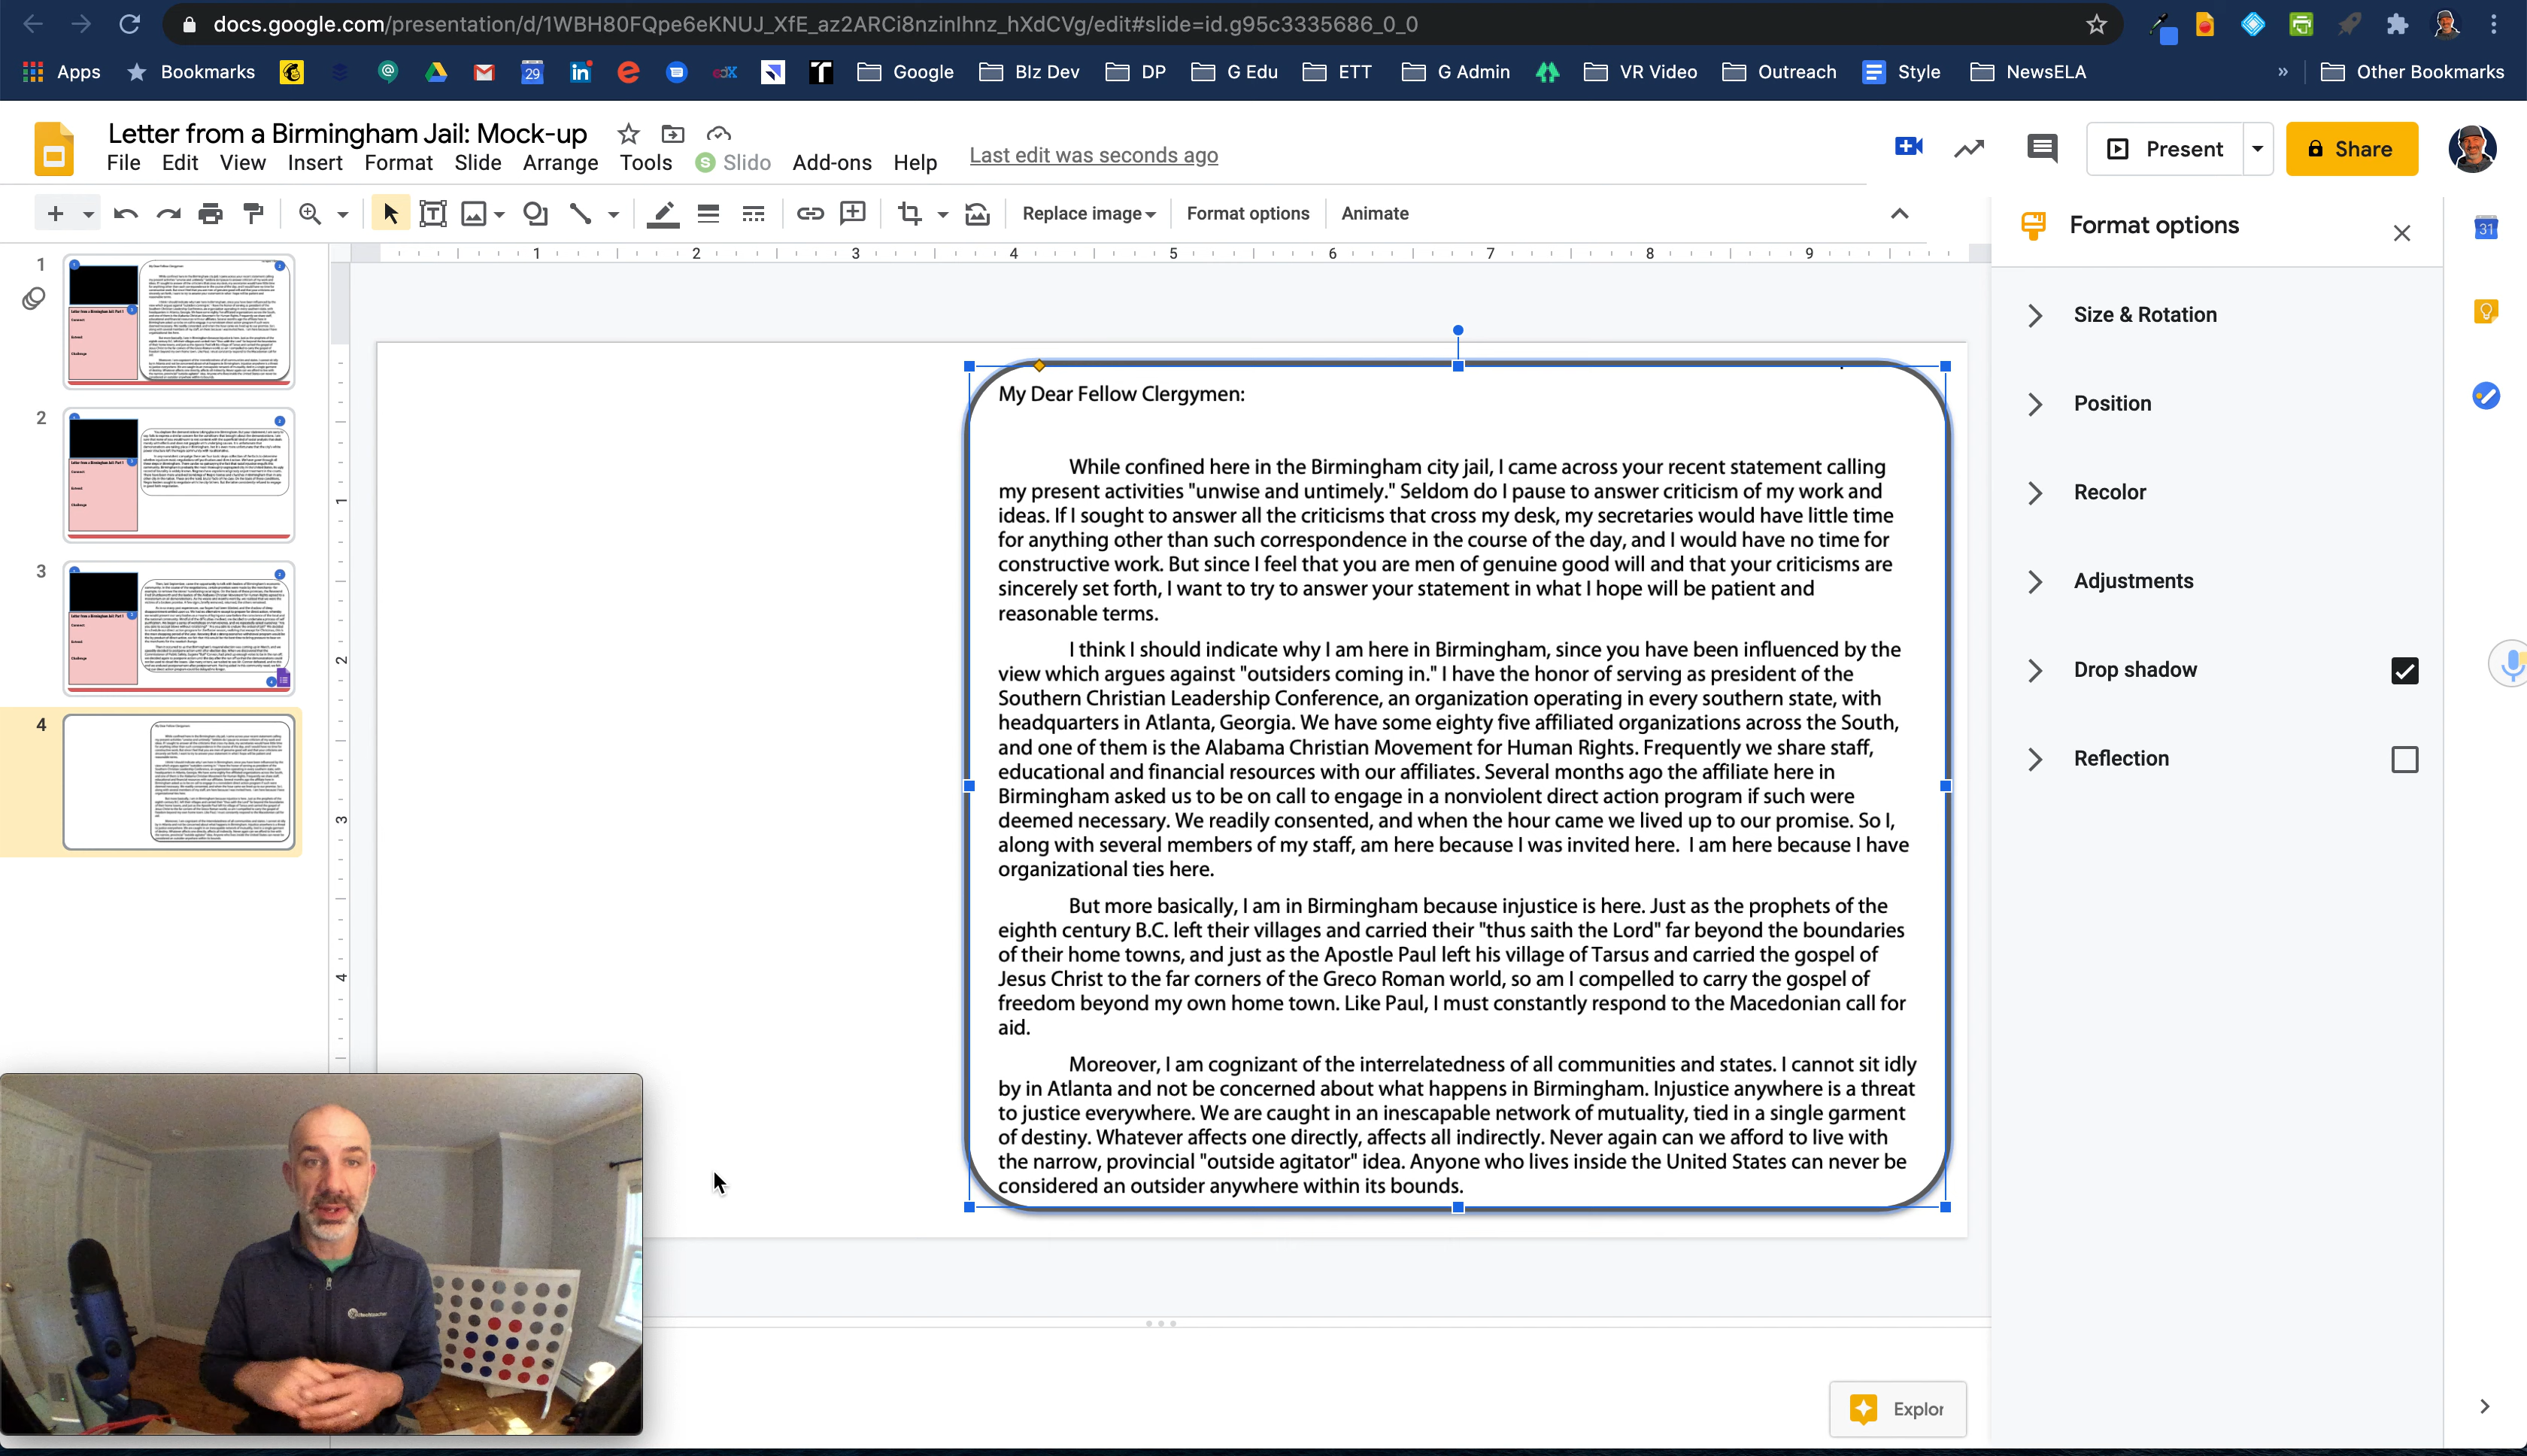 docs.google.com/presentation/d/1WBH80FQpe6eKNUJ_XfE_az2ARCi8nzinIhnz_hXdCVg/edit#slide=id.g95c3335686_0_0
Apps Bookmarks 29 Google BIz Dev DP G Edu ETT G Admin VR Video Outreach Style NewsELA » Other Bookmarks
Letter from a Birmingham Jail: Mock-up
File Edit View Insert Format Slide Arrange Tools S Slido Add-ons Help Last edit was seconds ago
Present
Share
Replace image Format options Animate
Format options
31
1 2 3 4 5 6 7 8 9
1
2
3
4
1
2
3
4
Size & Rotation
Position
Recolor
Adjustments
Drop shadow
Reflection
My Dear Fellow Clergymen:
While confined here in the Birmingham city jail, I came across your recent statement calling
my present activities "unwise and untimely." Seldom do I pause to answer criticism of my work and
ideas. If I sought to answer all the criticisms that cross my desk, my secretaries would have little time
for anything other than such correspondence in the course of the day, and I would have no time for
constructive work. But since I feel that you are men of genuine good will and that your criticisms are
sincerely set forth, I want to try to answer your statement in what I hope will be patient and
reasonable terms.
I think I should indicate why I am here in Birmingham, since you have been influenced by the
view which argues against "outsiders coming in." I have the honor of serving as president of the
Southern Christian Leadership Conference, an organization operating in every southern state, with
headquarters in Atlanta, Georgia. We have some eighty five affiliated organizations across the South,
and one of them is the Alabama Christian Movement for Human Rights. Frequently we share staff,
educational and financial resources with our affiliates. Several months ago the affiliate here in
Birmingham asked us to be on call to engage in a nonviolent direct action program if such were
deemed necessary. We readily consented, and when the hour came we lived up to our promise. So I,
along with several members of my staff, am here because I was invited here.  I am here because I have
organizational ties here.
But more basically, I am in Birmingham because injustice is here. Just as the prophets of the
eighth century B.C. left their villages and carried their "thus saith the Lord" far beyond the boundaries
of their home towns, and just as the Apostle Paul left his village of Tarsus and carried the gospel of
Jesus Christ to the far corners of the Greco Roman world, so am I compelled to carry the gospel of
freedom beyond my own home town. Like Paul, I must constantly respond to the Macedonian call for
aid.
Moreover, I am cognizant of the interrelatedness of all communities and states. I cannot sit idly
by in Atlanta and not be concerned about what happens in Birmingham. Injustice anywhere is a threat
to justice everywhere. We are caught in an inescapable network of mutuality, tied in a single garment
of destiny. Whatever affects one directly, affects all indirectly. Never again can we afford to live with
the narrow, provincial "outside agitator" idea. Anyone who lives inside the United States can never be
considered an outsider anywhere within its bounds.
Explor